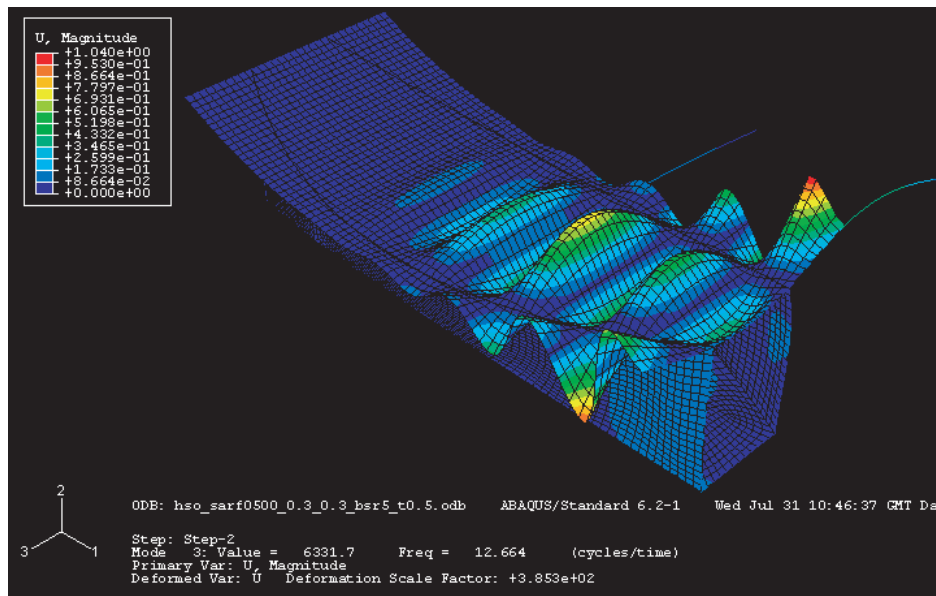 U, Magnitude
+1.040e+00
+9.530e-01
+8.664e-01
+7.797e-01
+6.931e-01
+6.065e-01
+5.198e-01
+4.332e-01
+3.465e-01
+2.599e-01
+1.733e-01
+8.664e-02
+0.000e+00
2
3
1
ODB: hso_sarf0500_0.3_0.3_bsr5_t0.5.odb ABAQUS/Standard 6.2-1 Wed Jul 31 10:46:37 GMT Da
Step: Step-2
Mode 3: Value = 6331.7 Freq = 12.664 (cycles/time)
Primary Var: U, Magnitude
Deformed Var: U Deformation Scale Factor: +3.853e+02